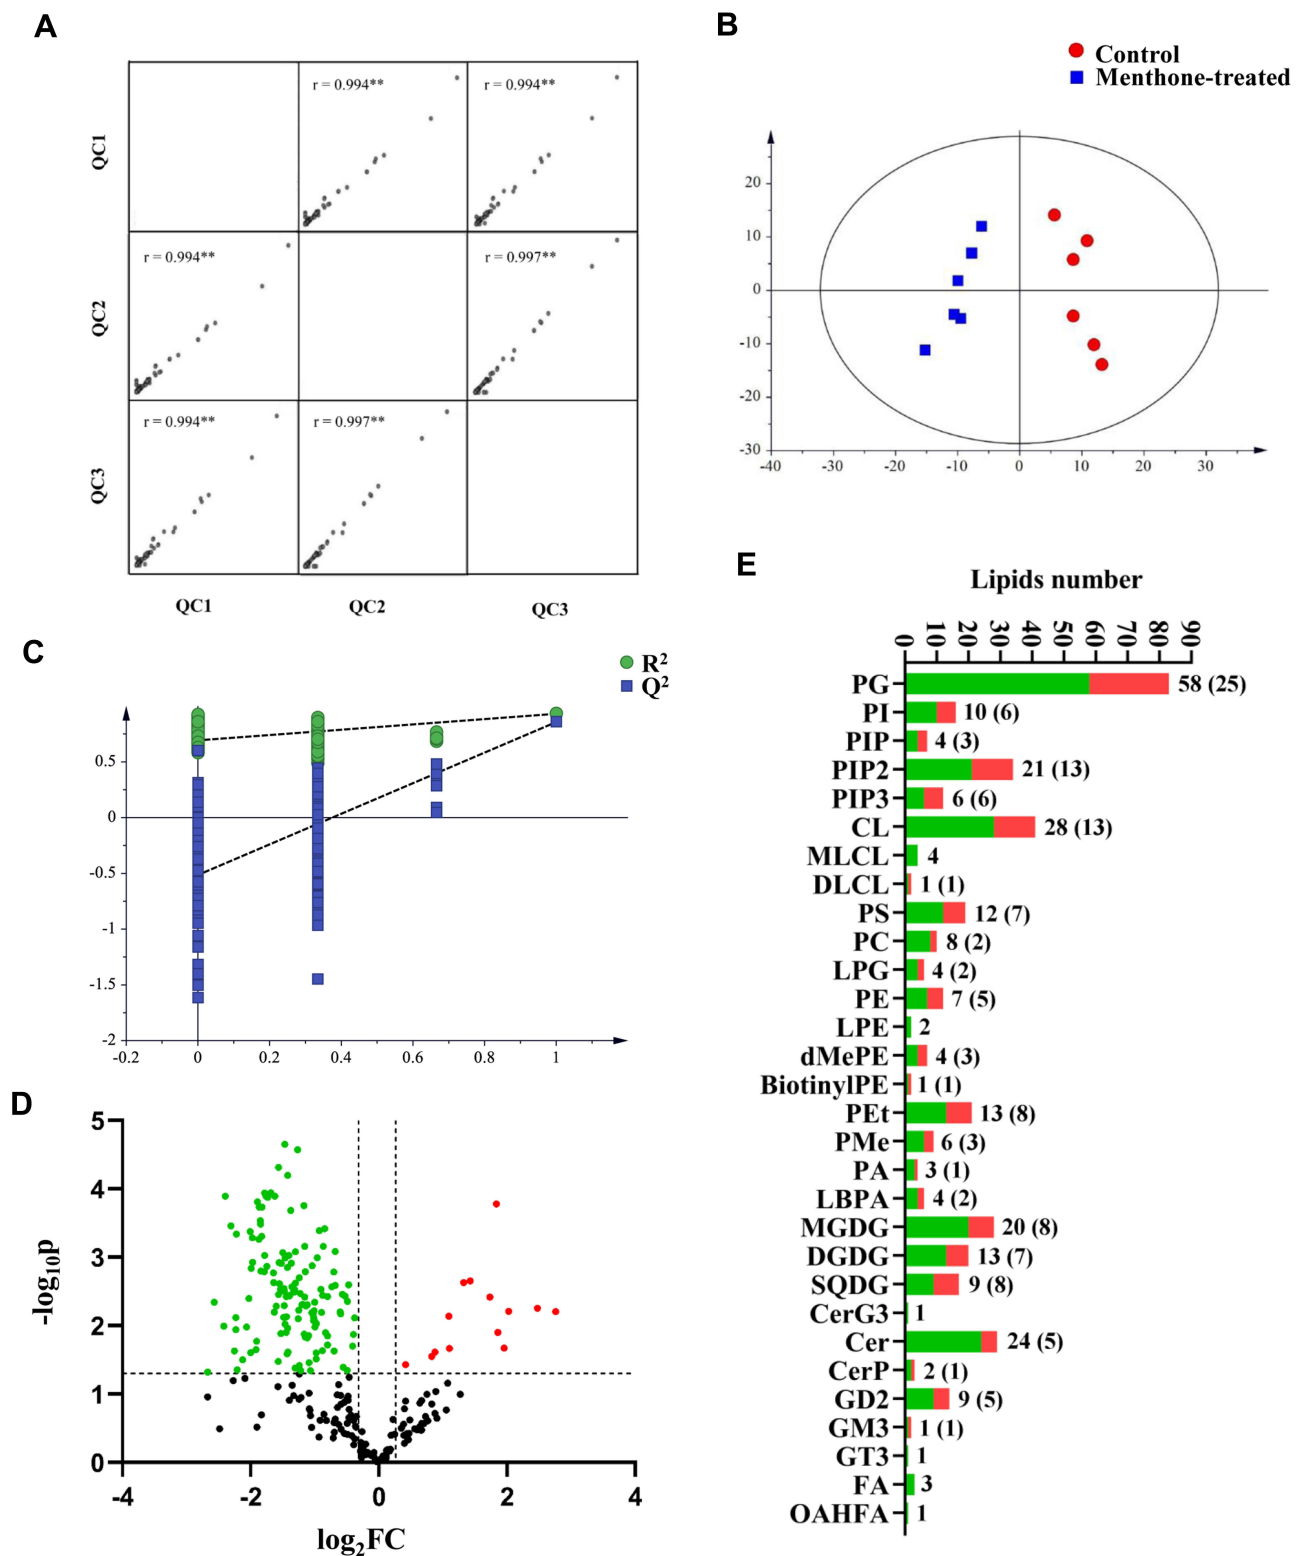 A
r = 0.994**
r = 0.994**
QC1
r = 0.994**
r = 0.997**
QC2
r = 0.994**
r = 0.997**
QC3
QC1
QC2
QC3
B
Control
Menthone-treated
20
10
0
-10
-20
-30
-40
-30
-20
-10
0
10
20
30
C
R2
Q2
0.5
0
-0.5
-1
-1.5
-2
-0.2
0
0.2
0.4
0.6
0.8
1
D
-log10p
5
4
3
2
1
0
-4
-2
0
2
4
log2FC
E
Lipids number
0
10
20
30
40
50
60
70
80
90
PG 58 (25)
PI 10 (6)
PIP 4 (3)
PIP2 21 (13)
PIP3 6 (6)
CL 28 (13)
MLCL 4
DLCL 1 (1)
PS 12 (7)
PC 8 (2)
LPG 4 (2)
PE 7 (5)
LPE 2
dMePE 4 (3)
BiotinylPE 1 (1)
PEt 13 (8)
PMe 6 (3)
PA 3 (1)
LBPA 4 (2)
MGDG 20 (8)
DGDG 13 (7)
SQDG 9 (8)
CerG3 1
Cer 24 (5)
CerP 2 (1)
GD2 9 (5)
GM3 1 (1)
GT3 1
FA 3
OAHFA 1